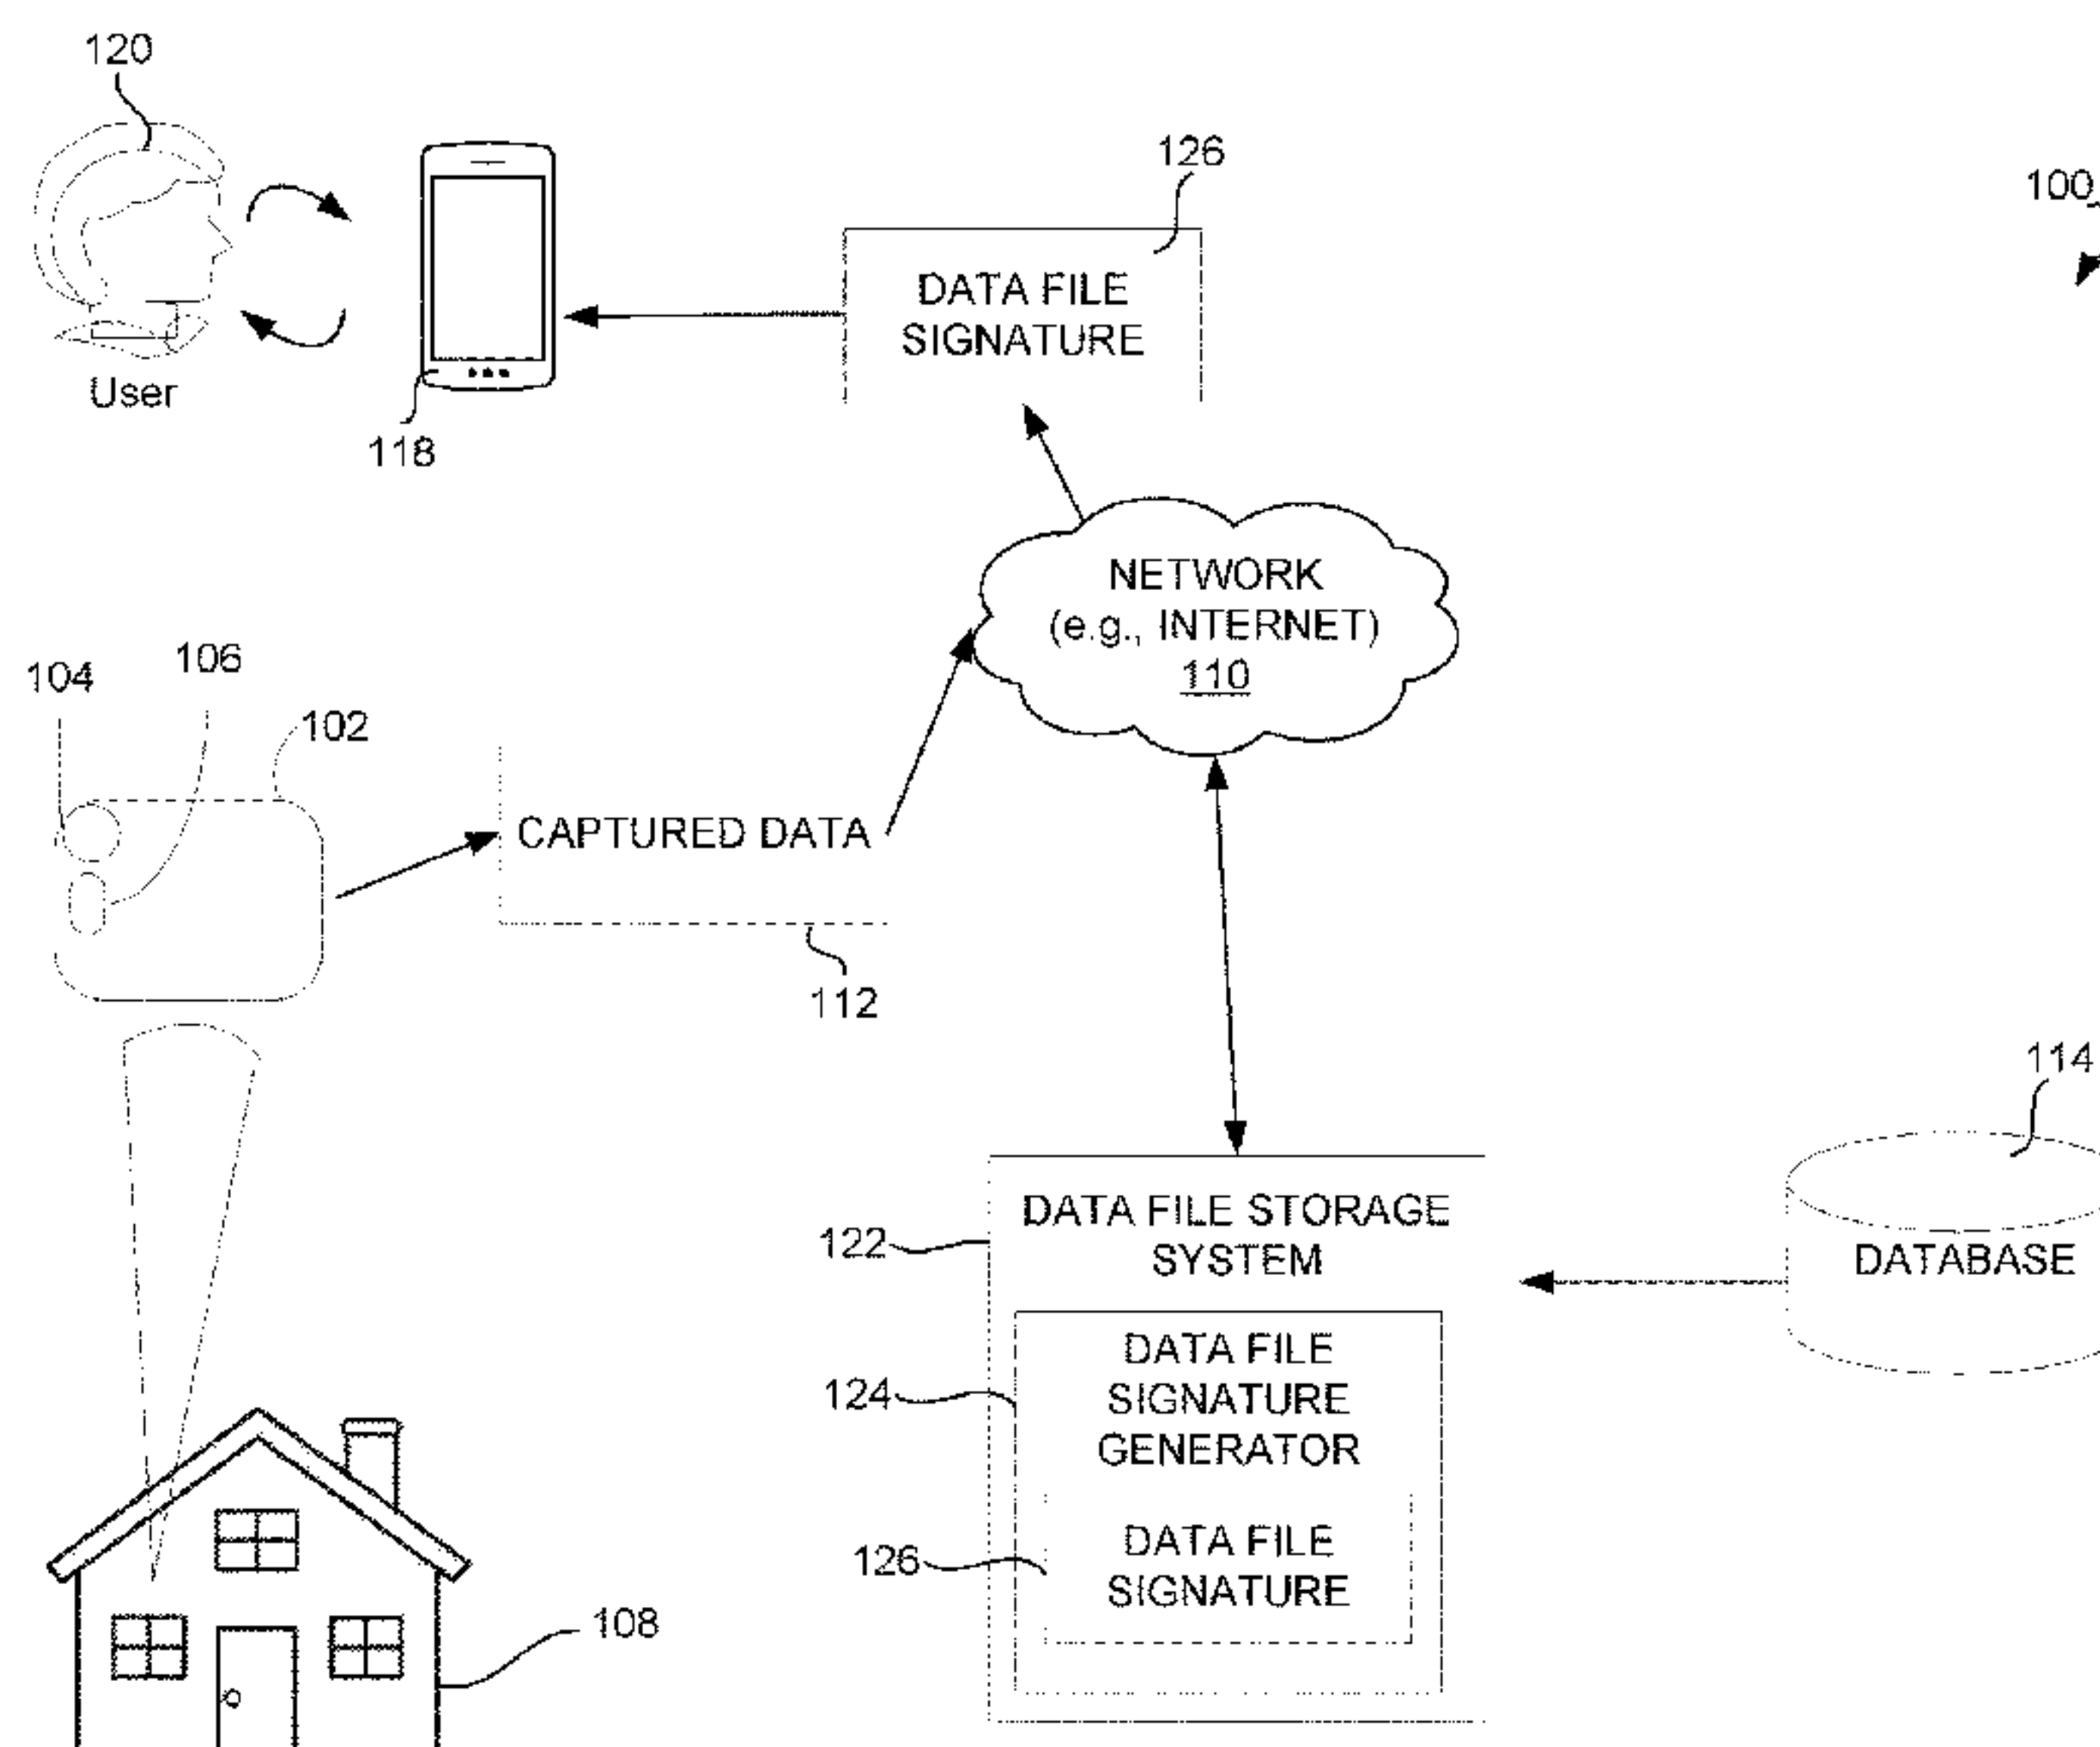 120
126
100
DATA FILE
SIGNATURE
User
118
NETWORK
(e.g., INTERNET)
110
104
106
102
CAPTURED DATA
112
114
DATA FILE STORAGE
SYSTEM
122
DATABASE
DATA FILE
SIGNATURE
GENERATOR
124
DATA FILE
SIGNATURE
126
108